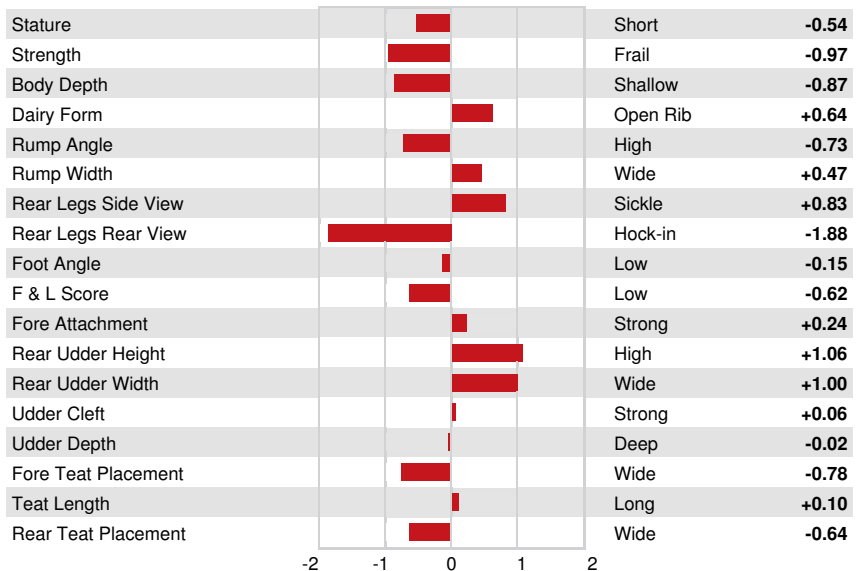 Stature Short -0.54
Strength Frail -0.97
Body Depth Shallow -0.87
Dairy Form Open Rib +0.64
Rump Angle High -0.73
Rump Width Wide +0.47
Rear Legs Side View Sickle +0.83
Rear Legs Rear View Hock-in -1.88
Foot Angle Low -0.15
F & L Score Low -0.62
Fore Attachment Strong +0.24
Rear Udder Height High +1.06
Rear Udder Width Wide +1.00
Udder Cleft Strong +0.06
Udder Depth Deep -0.02
Fore Teat Placement Wide -0.78
Teat Length Long +0.10
Rear Teat Placement Wide -0.64
-2 -1 0 1 2